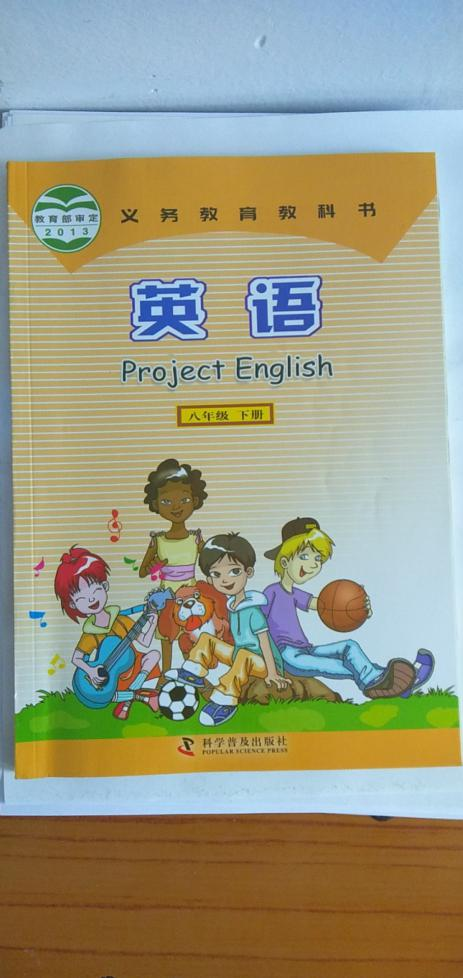 教育部审定
2013
义务教育教科书
英语
Project English
八年级 下册
科学普及出版社
POPULAR SCIENCE PRESS